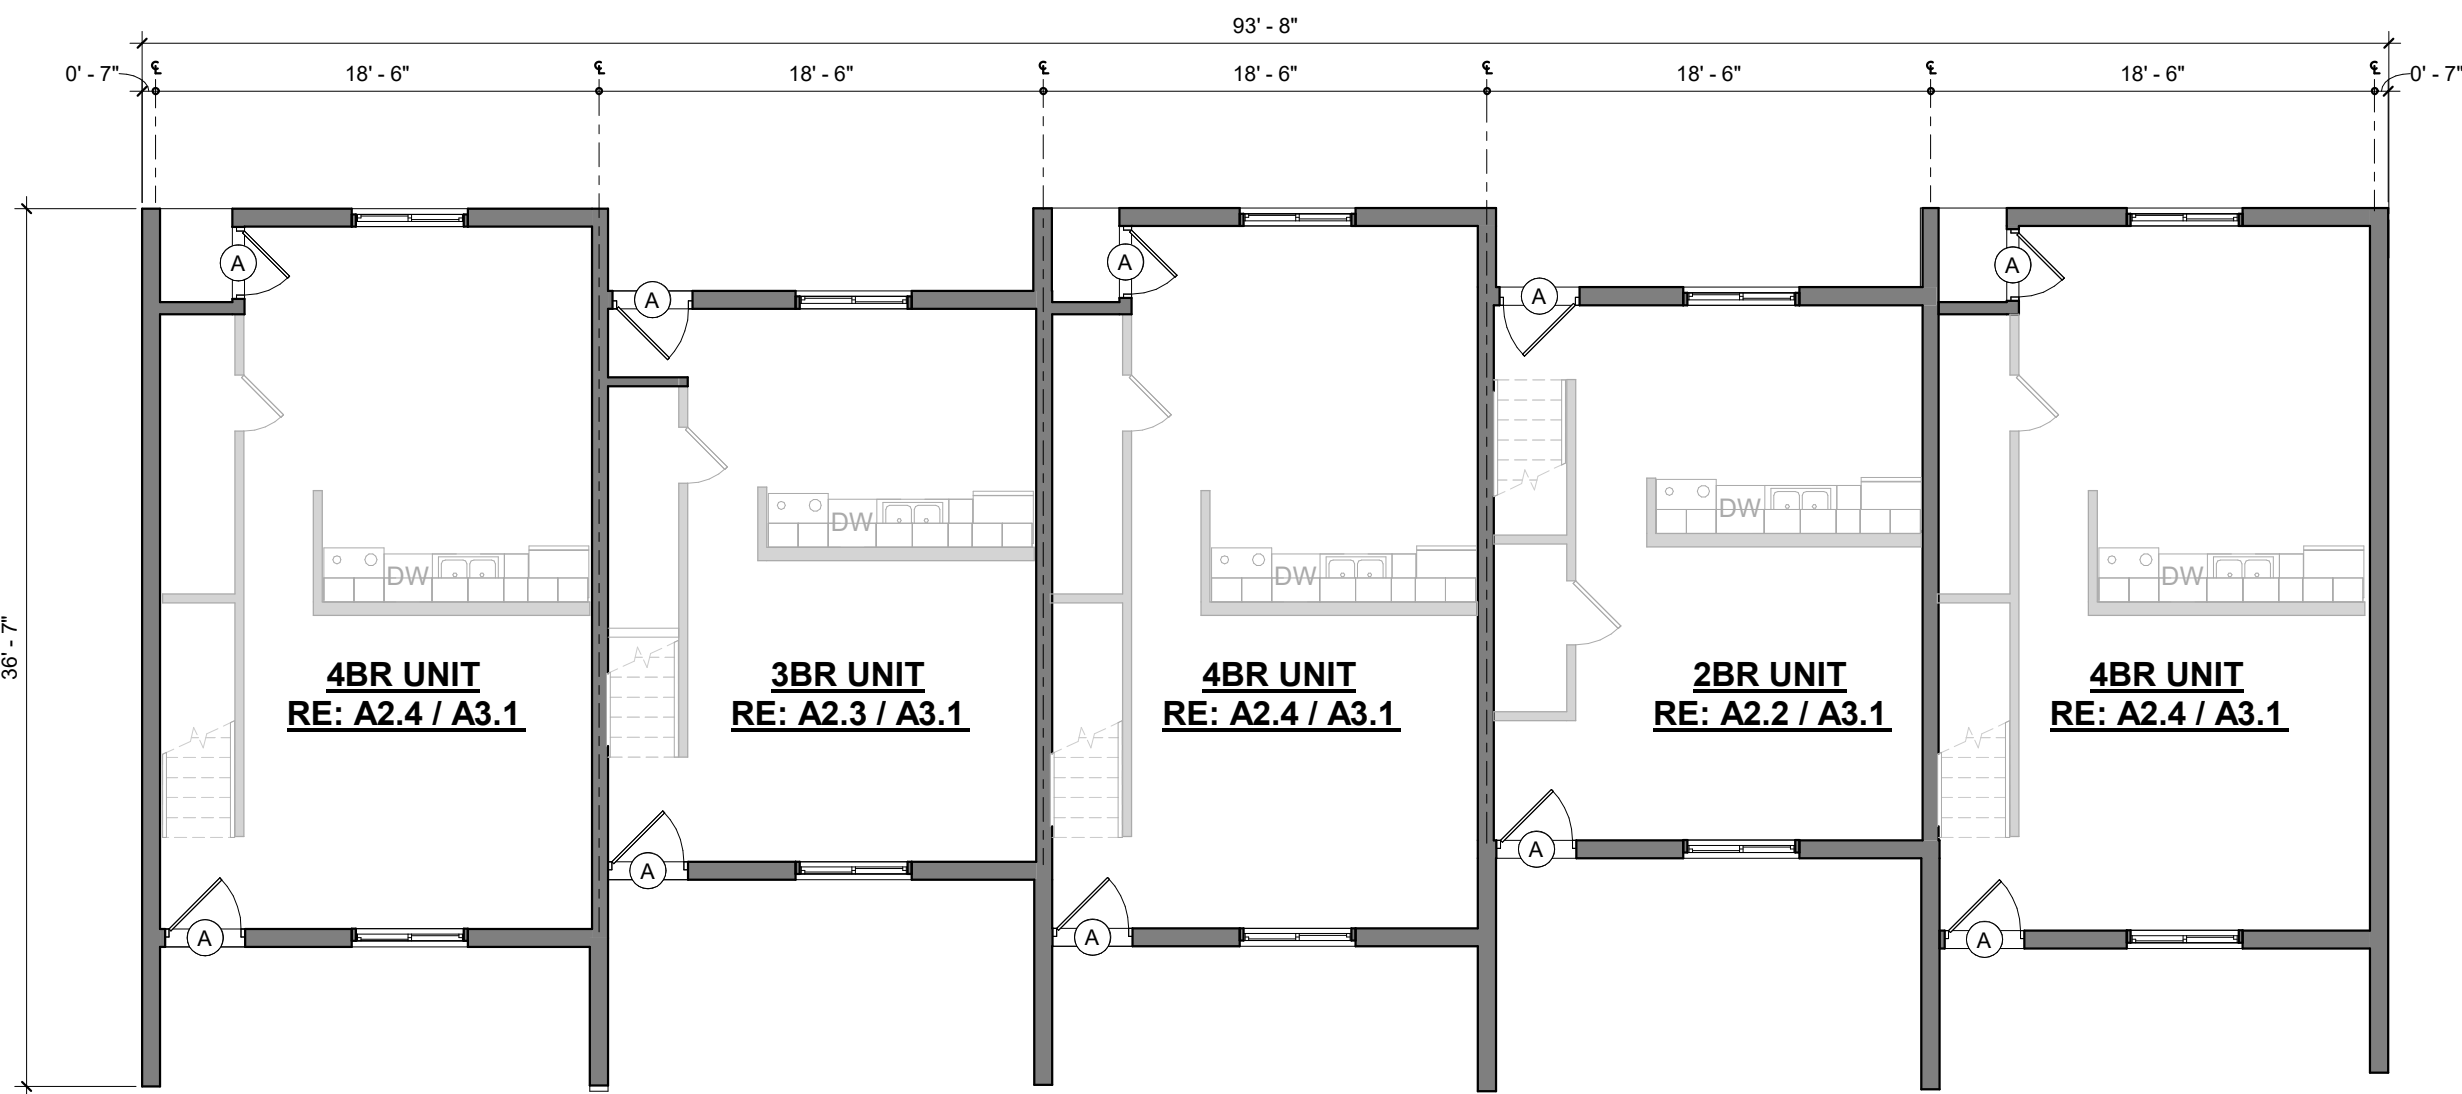 93' - 8"
0' - 7" ℄ 18' - 6" ℄ 18' - 6" ℄ 18' - 6" ℄ 18' - 6" ℄ 18' - 6" ℄ 0' - 7"
A A A
A A
DW DW
DW DW DW
36' - 7"
4BR UNIT
RE: A2.4 / A3.1
3BR UNIT
RE: A2.3 / A3.1
4BR UNIT
RE: A2.4 / A3.1
2BR UNIT
RE: A2.2 / A3.1
4BR UNIT
RE: A2.4 / A3.1
A A
A A A